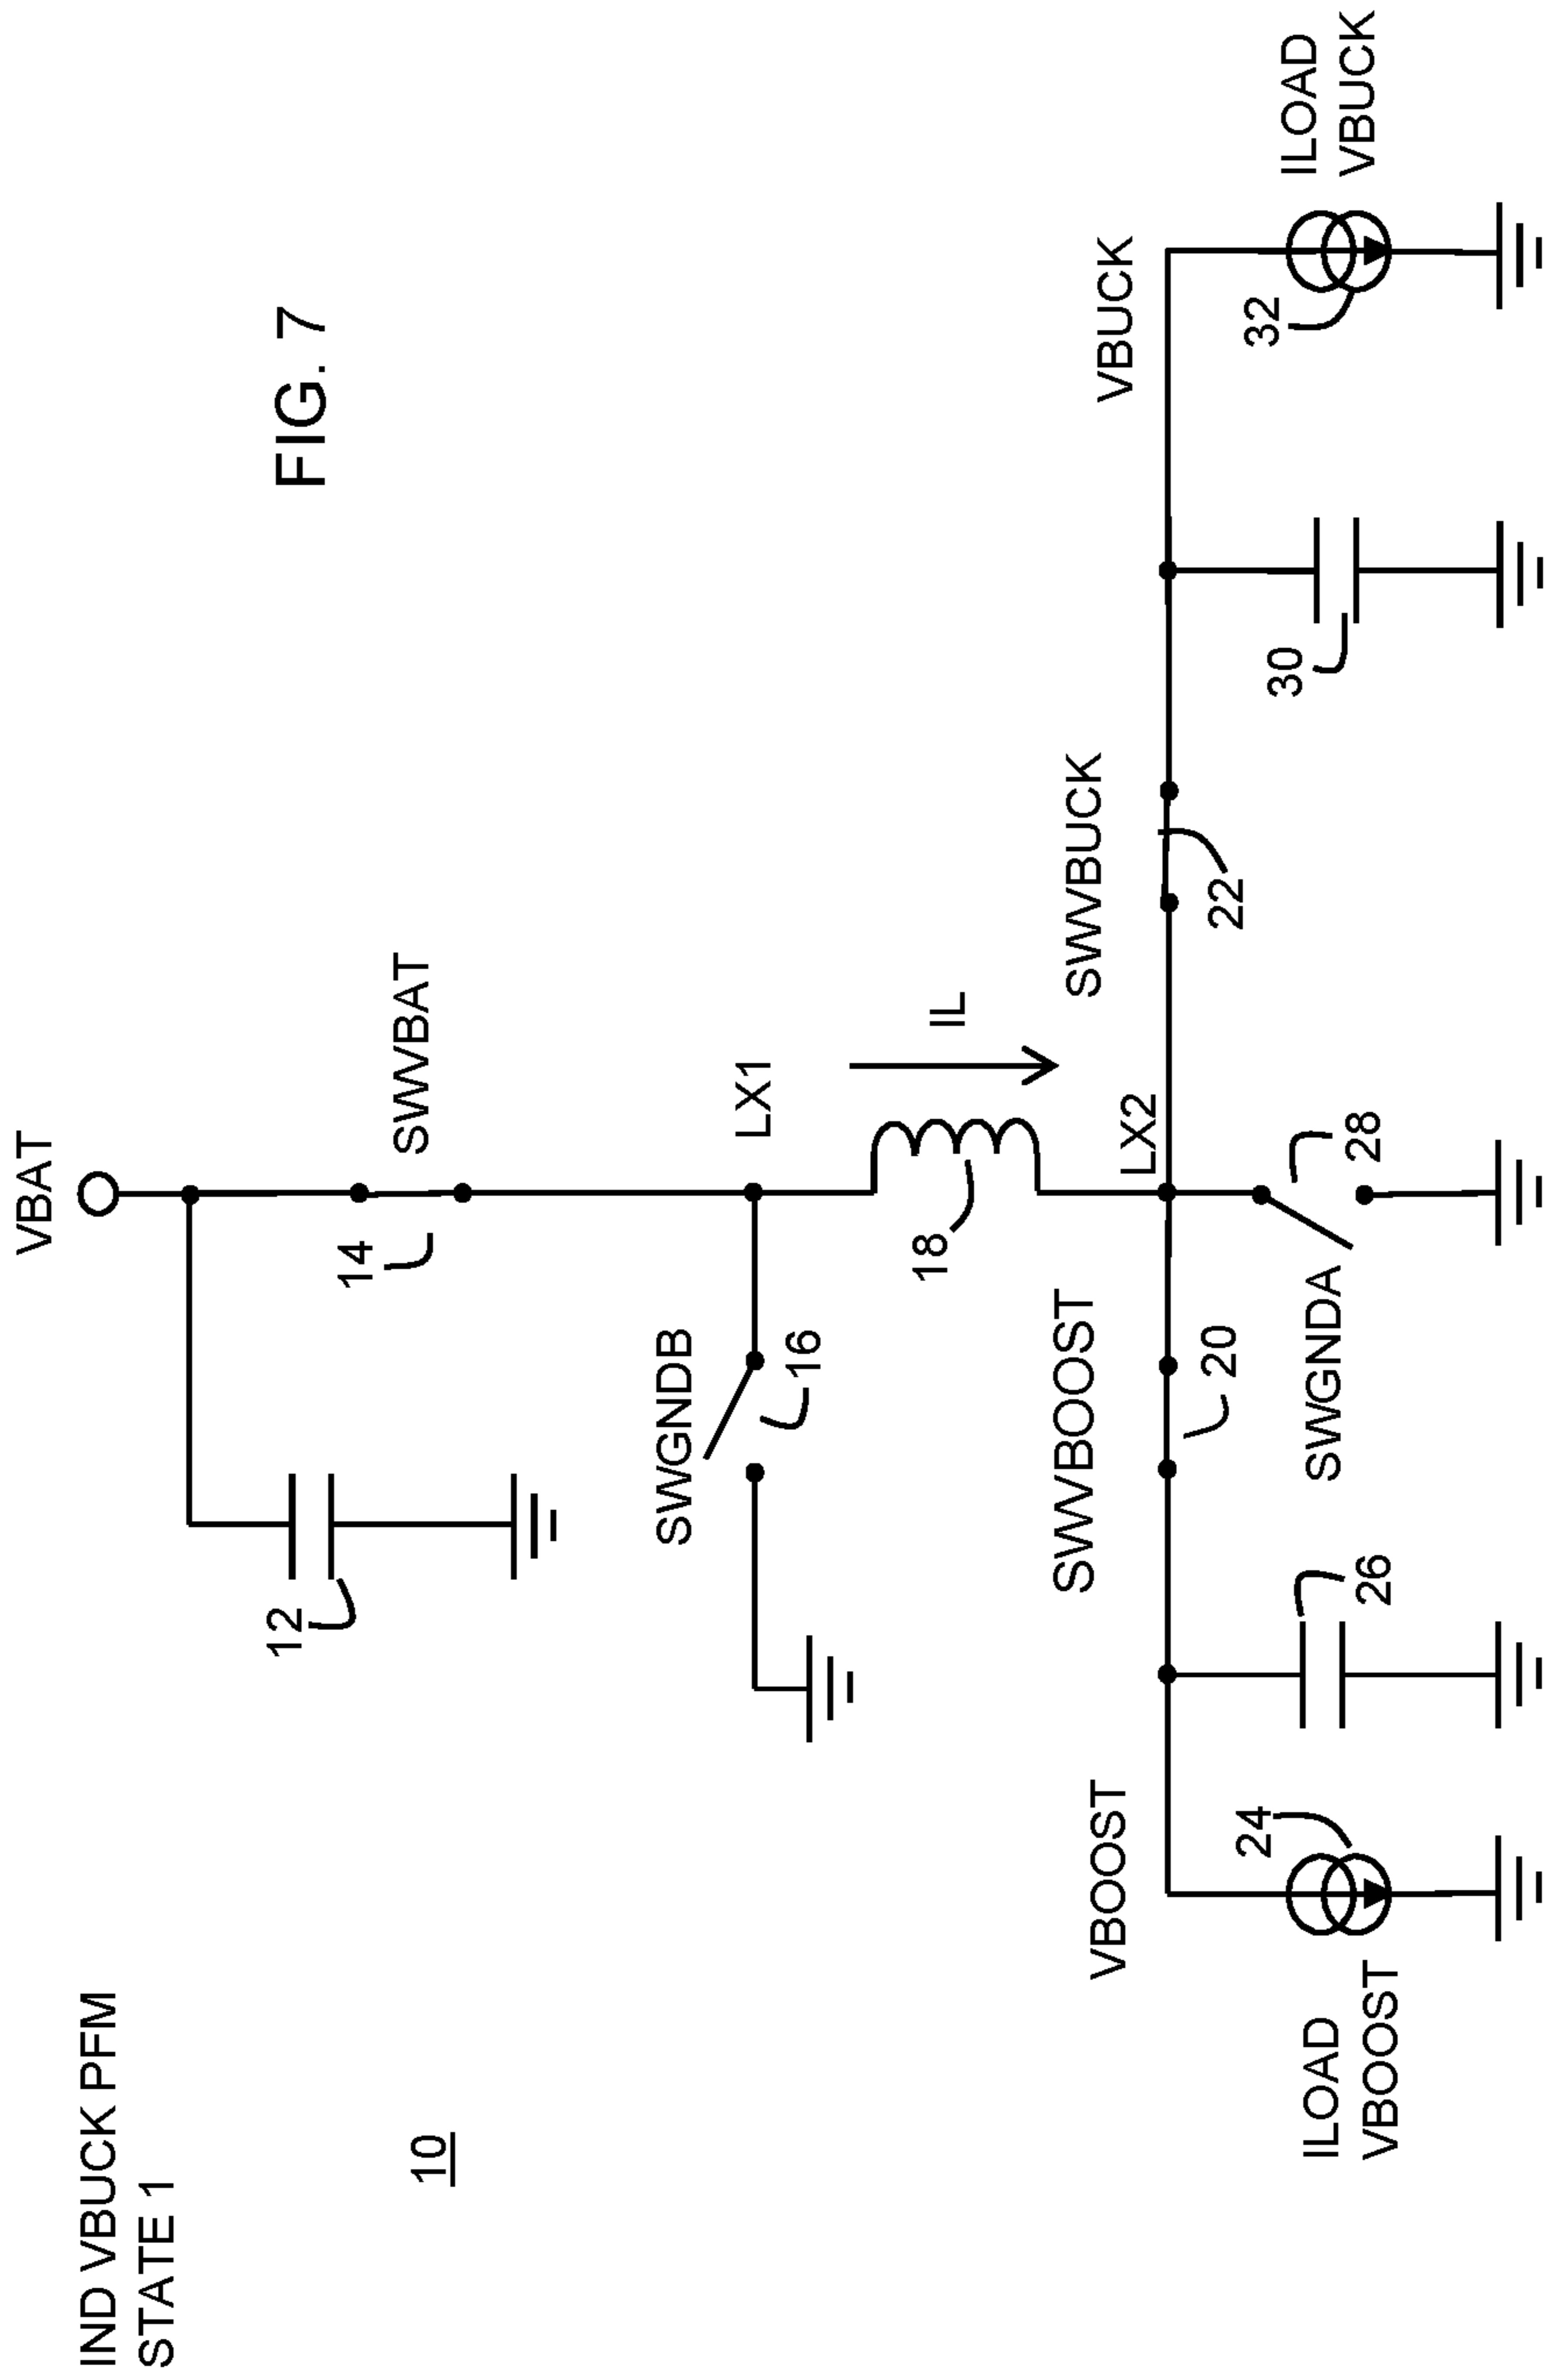 IND VBUCK PFM
STATE 1
10
FIG. 7
VBAT
12
14
SWVBAT
SWGNDB
16
LX1
18
IL
LX2
SWVBOOST
20
SWVBUCK
22
VBOOST
VBUCK
24
26
SWGNDA
28
30
32
ILOAD
VBOOST
ILOAD
VBUCK